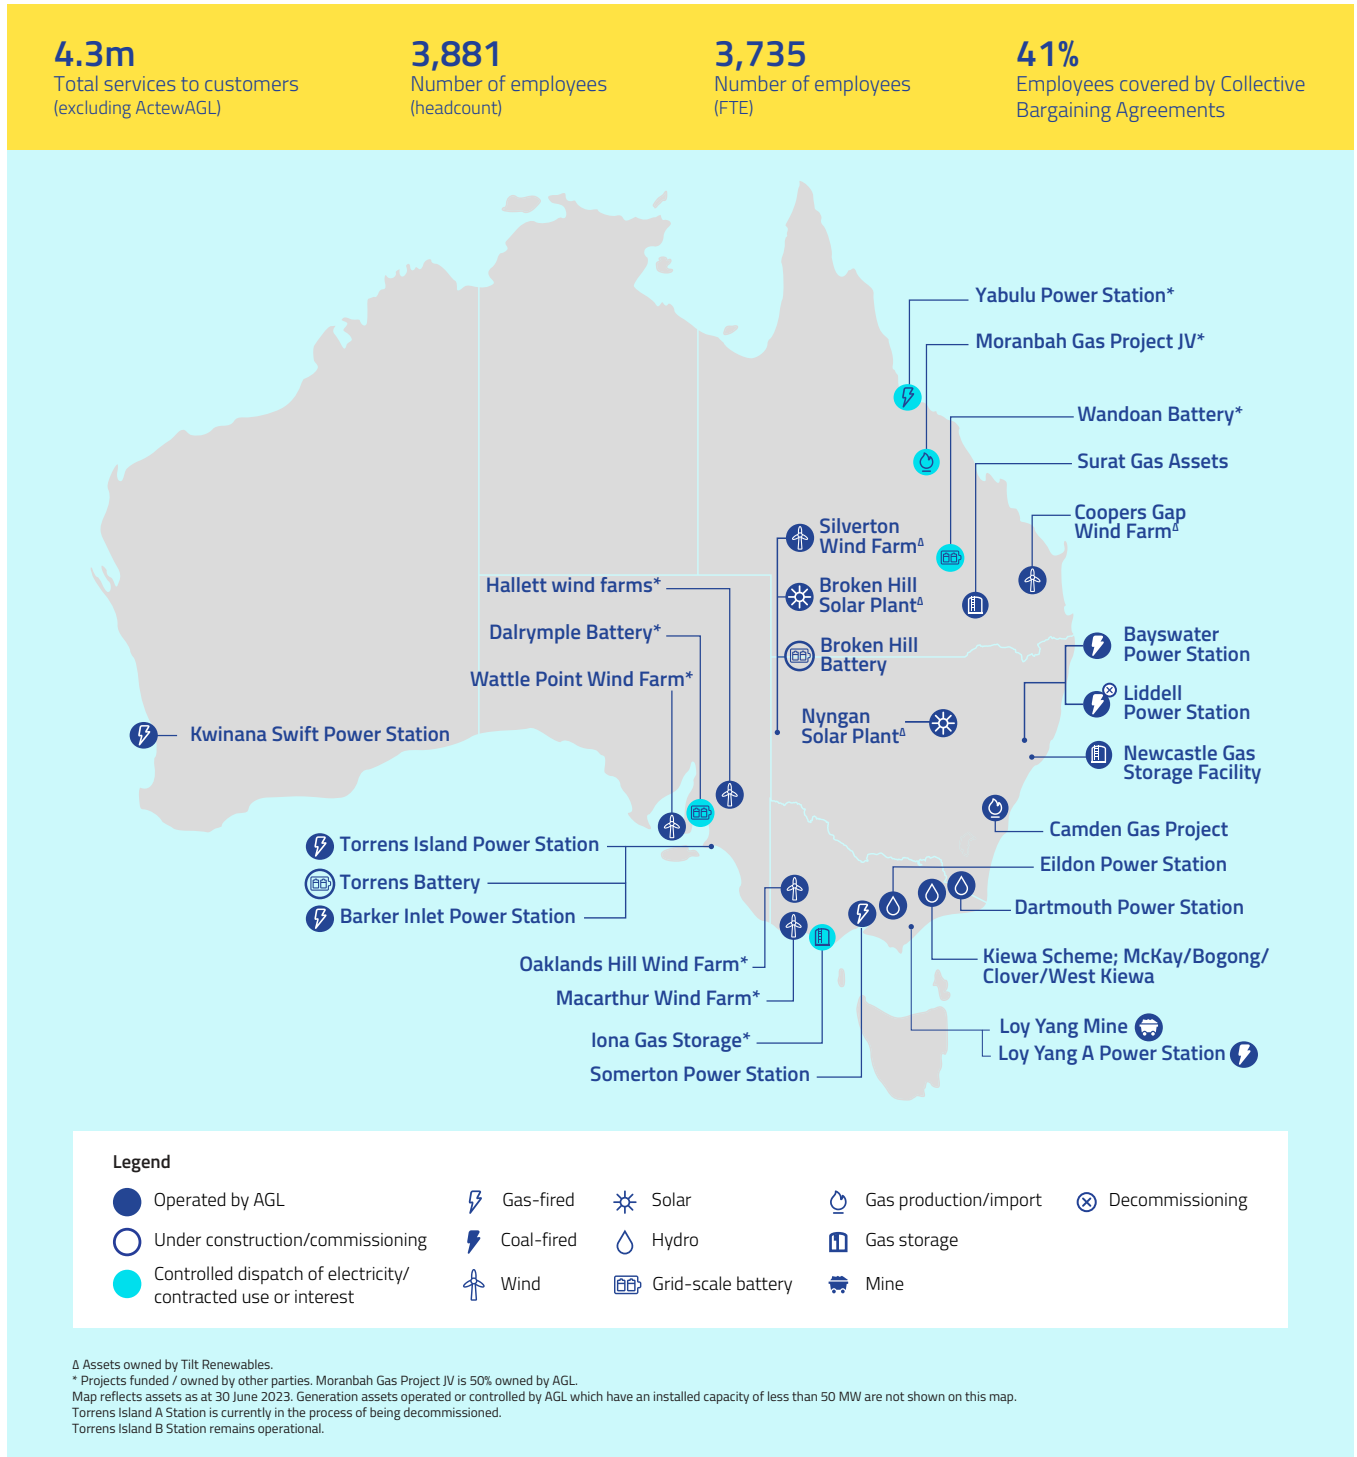 4.3m
Total services to customers
(excluding ActewAGL)
3,881
Number of employees
(headcount)
3,735
Number of employees
(FTE)
41%
Employees covered by Collective
Bargaining Agreements
Yabulu Power Station*
Moranbah Gas Project JV*
Wandoan Battery*
Surat Gas Assets
Coopers Gap
Wind Farm∆
Silverton
Wind Farm∆
Broken Hill
Solar Plant∆
Broken Hill
Battery
Nyngan
Solar Plant∆
Hallett wind farms*
Dalrymple Battery*
Wattle Point Wind Farm*
Kwinana Swift Power Station
Bayswater
Power Station
Liddell
Power Station
Newcastle Gas
Storage Facility
Camden Gas Project
Eildon Power Station
Dartmouth Power Station
Kiewa Scheme; McKay/Bogong/
Clover/West Kiewa
Loy Yang Mine
Loy Yang A Power Station
Torrens Island Power Station
Torrens Battery
Barker Inlet Power Station
Oaklands Hill Wind Farm*
Macarthur Wind Farm*
Iona Gas Storage*
Somerton Power Station
Legend
Operated by AGL
Under construction/commissioning
Controlled dispatch of electricity/
contracted use or interest
Gas-fired
Coal-fired
Wind
Solar
Hydro
Grid-scale battery
Gas production/import
Gas storage
Mine
Decommissioning
∆ Assets owned by Tilt Renewables.
* Projects funded / owned by other parties. Moranbah Gas Project JV is 50% owned by AGL.
Map reflects assets as at 30 June 2023. Generation assets operated or controlled by AGL which have an installed capacity of less than 50 MW are not shown on this map.
Torrens Island A Station is currently in the process of being decommissioned.
Torrens Island B Station remains operational.